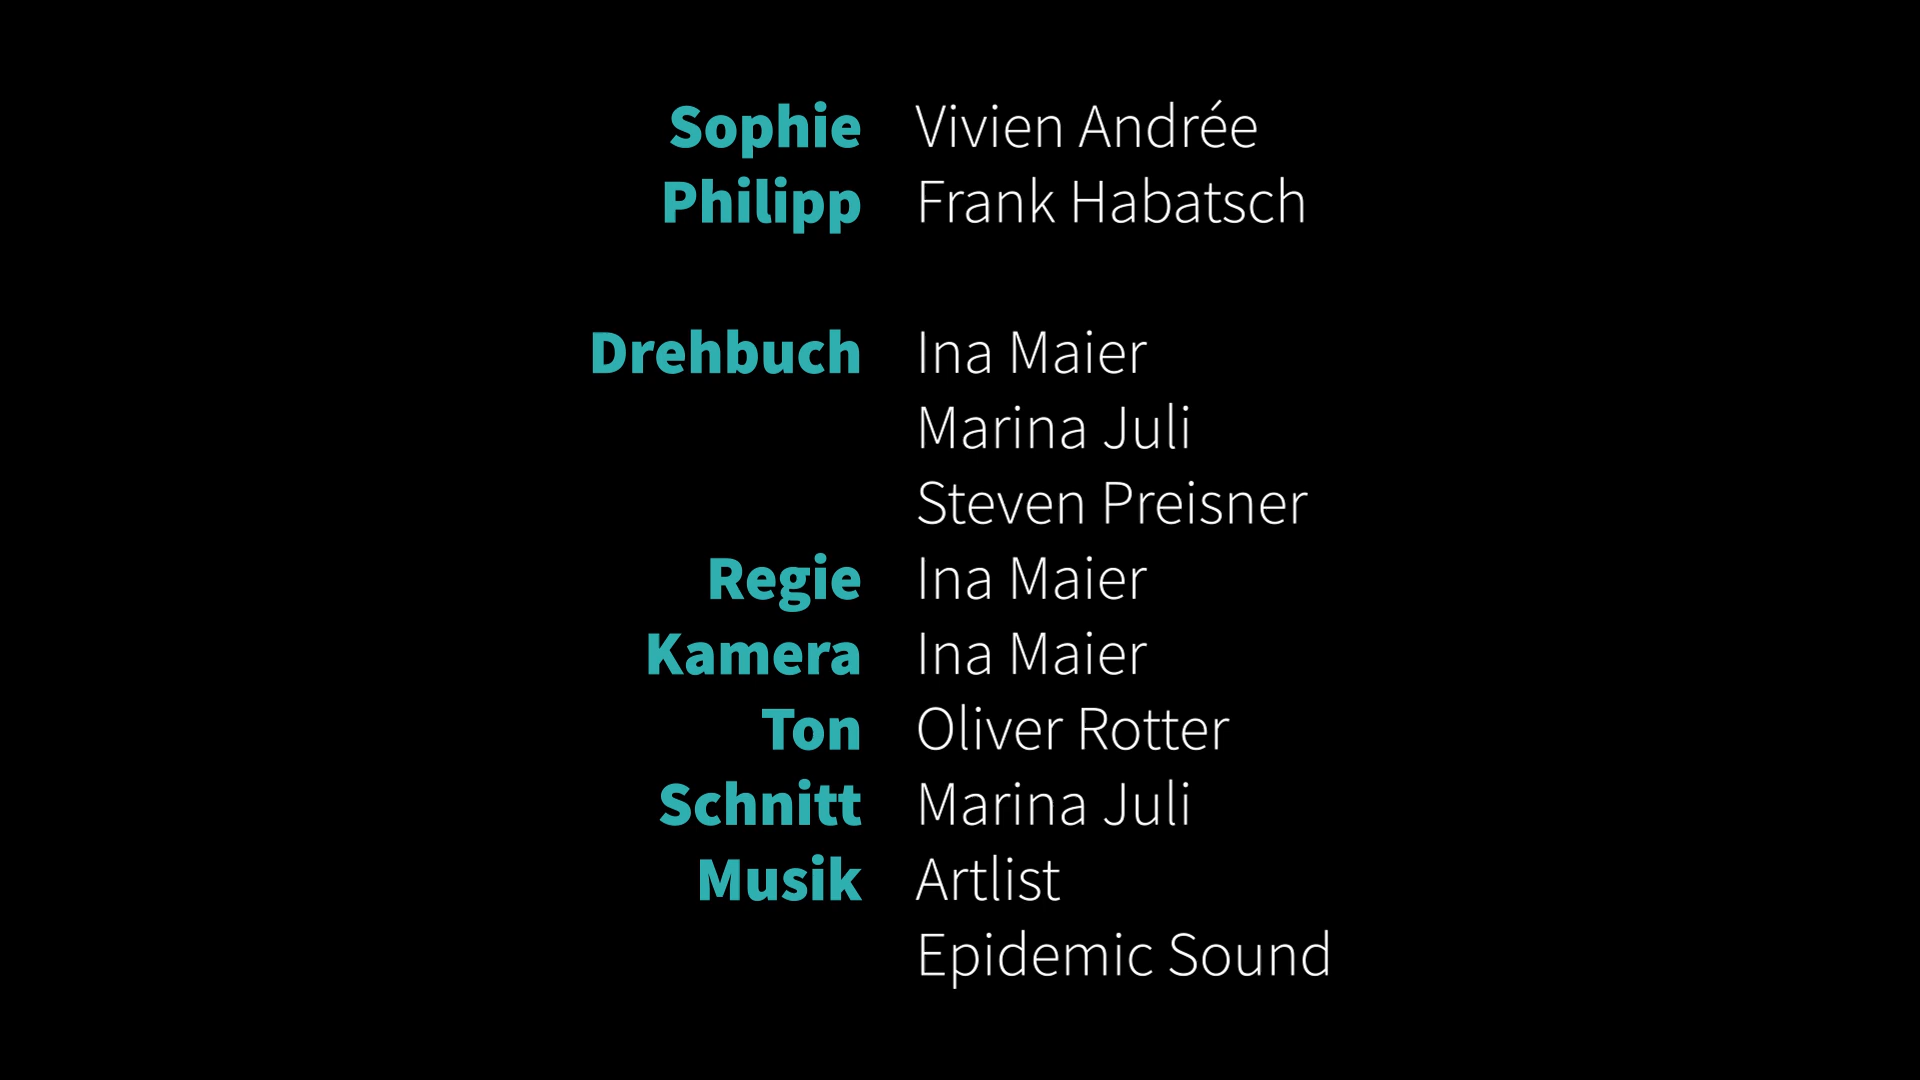 Sophie Vivien Andrée
Philipp Frank Habatsch
Drehbuch Ina Maier
Marina Juli
Steven Preisner
Regie Ina Maier
Kamera Ina Maier
Ton Oliver Rotter
Schnitt Marina Juli
Musik Artlist
Epidemic Sound